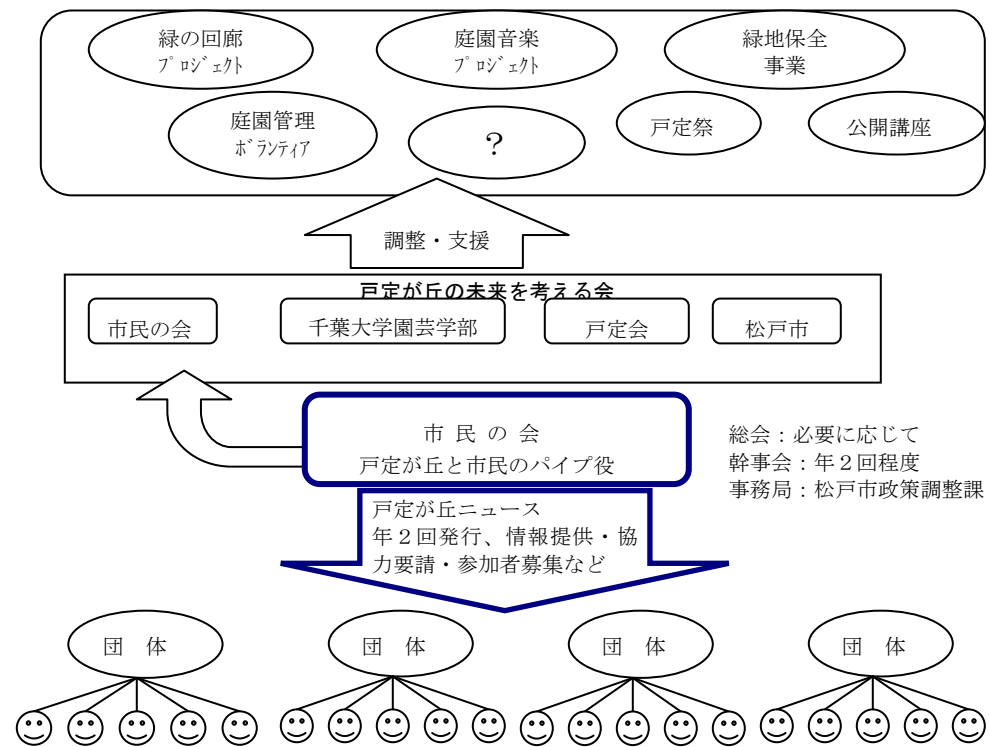 緑の回廊
ﾌﾟﾛｼﾞｪｸﾄ
庭園音楽
ﾌﾟﾛｼﾞｪｸﾄ
緑地保全
事業
庭園管理
ﾎﾞﾗﾝﾃｨｱ
？
戸定祭
公開講座
調整・支援
戸定が丘の未来を考える会
市民の会
千葉大学園芸学部
戸定会
松戸市
市 民 の 会
戸定が丘と市民のパイプ役
総会：必要に応じて
幹事会：年２回程度
事務局：松戸市政策調整課
戸定が丘ニュース
年２回発行、情報提供・協
力要請・参加者募集など
団　体
団　体
団　体
団　体